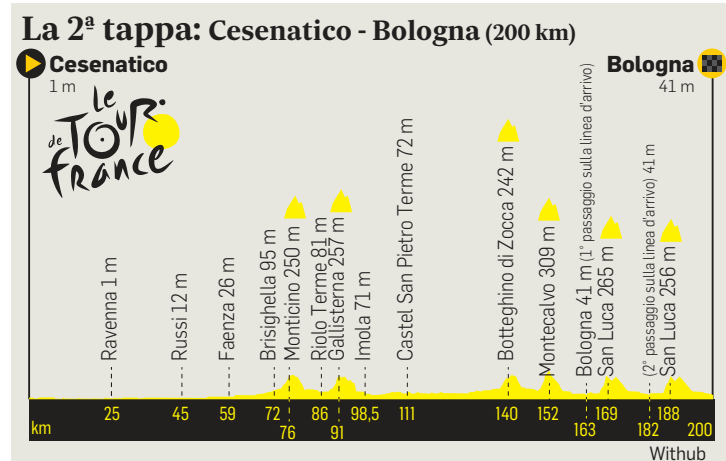 La 2ª tappa: Cesenatico - Bologna (200 km)
Cesenatico
1 m
Bologna
41 m
Le
de TOUR
france
Ravenna 1 m
Russi 12 m
Faenza 26 m
Brisighella 95 m
Monticino 250 m
Riolo Terme 81 m
Gallisterna 257 m
Imola 71 m
Castel San Pietro Terme 72 m
Botteghino di Zocca 242 m
Montecalvo 309 m
Bologna 41 m (1° passaggio sulla linea d'arrivo)
San Luca 265 m
(2° passaggio sulla linea d'arrivo) 41 m
San Luca 256 m
25 45 59 72 86 98,5 111 140 152 169 188
km 76 91 163 182 200
Withub